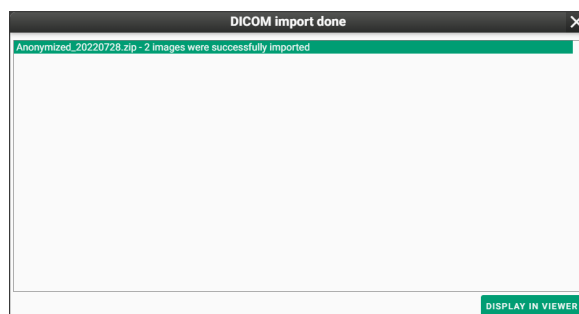 DICOM import done
Anonymized_20220728.zip - 2 images were successfully imported
DISPLAY IN VIEWER